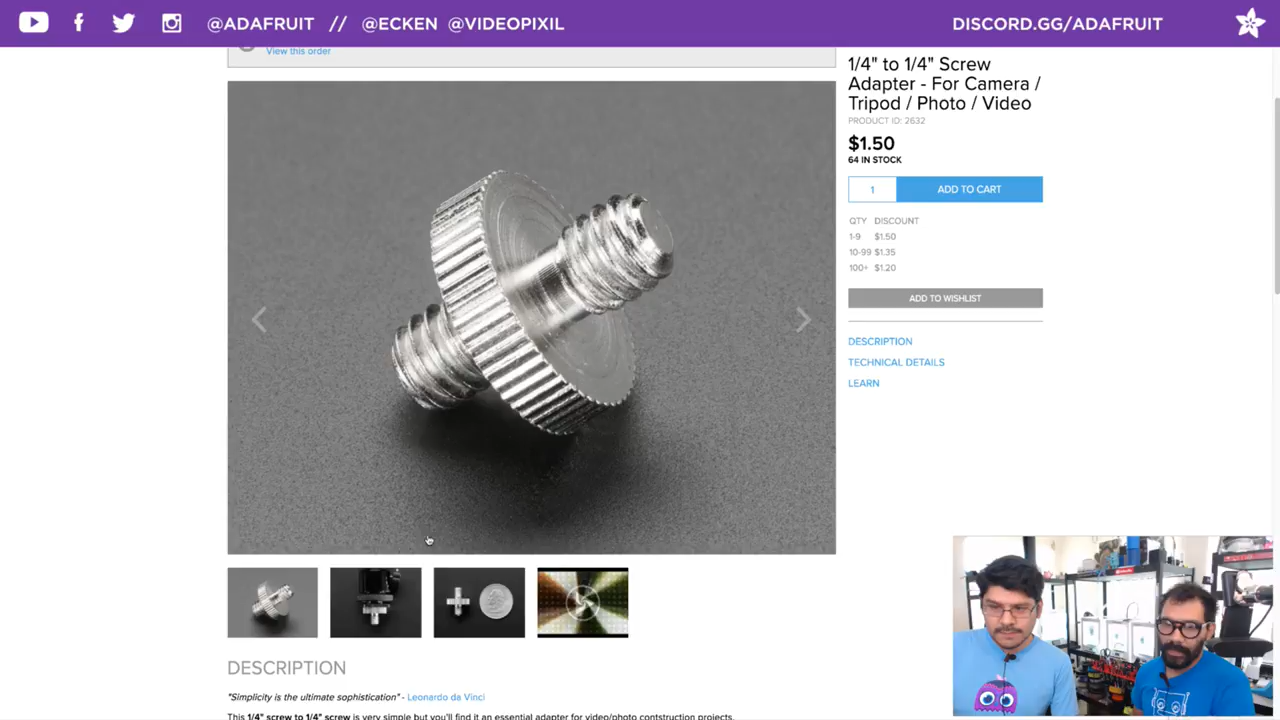 @ADAFRUIT // @ECKEN @VIDEOPIXIL
DISCORD.GG/ADAFRUIT
View this order
1/4" to 1/4" Screw
Adapter - For Camera /
Tripod / Photo / Video
PRODUCT ID: 2632
$1.50
64 IN STOCK
1
ADD TO CART
QTY DISCOUNT
1-9 $1.50
10-99 $1.35
100+ $1.20
ADD TO WISHLIST
DESCRIPTION
TECHNICAL DETAILS
LEARN
DESCRIPTION
"Simplicity is the ultimate sophistication" - Leonardo da Vinci
This 1/4" screw to 1/4" screw is very simple but you'll find it an essential adapter for video/photo contstruction projects.